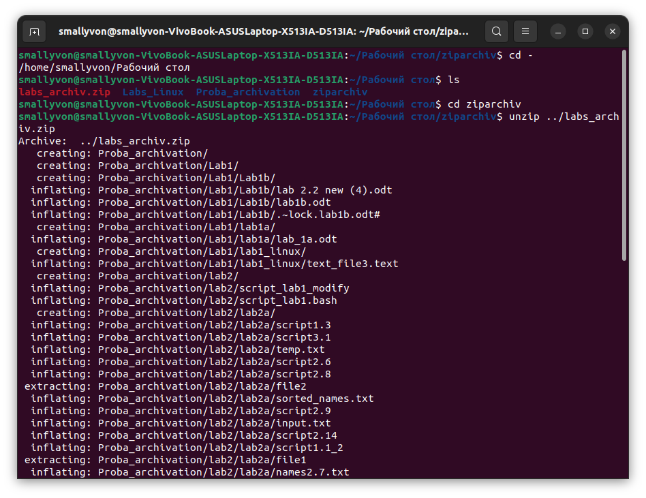 smallyvon@smallyvon-VivoBook-ASUSLaptop-X513IA-D513IA: ~/Рабочий стол/zipa...
smallyvon@smallyvon-VivoBook-ASUSLaptop-X513IA-D513IA:~/Рабочий стол/ziparchiv$ cd -
/home/smallyvon/Рабочий стол
smallyvon@smallyvon-VivoBook-ASUSLaptop-X513IA-D513IA:~/Рабочий стол$ ls
labs_archiv.zip  Labs_Linux  Proba_archivation  ziparchiv
smallyvon@smallyvon-VivoBook-ASUSLaptop-X513IA-D513IA:~/Рабочий стол$ cd ziparchiv
smallyvon@smallyvon-VivoBook-ASUSLaptop-X513IA-D513IA:~/Рабочий стол/ziparchiv$ unzip ../labs_arch
iv.zip
Archive:  ../labs_archiv.zip
   creating: Proba_archivation/
   creating: Proba_archivation/Lab1/
   creating: Proba_archivation/Lab1/Lab1b/
  inflating: Proba_archivation/Lab1/Lab1b/lab 2.2 new (4).odt
  inflating: Proba_archivation/Lab1/Lab1b/lab1b.odt
  inflating: Proba_archivation/Lab1/Lab1b/.~lock.lab1b.odt#
   creating: Proba_archivation/Lab1/lab1a/
  inflating: Proba_archivation/Lab1/lab1a/lab_1a.odt
   creating: Proba_archivation/Lab1/lab1_linux/
  inflating: Proba_archivation/Lab1/lab1_linux/text_file3.text
   creating: Proba_archivation/lab2/
  inflating: Proba_archivation/lab2/script_lab1_modify
  inflating: Proba_archivation/lab2/script_lab1.bash
   creating: Proba_archivation/lab2/lab2a/
  inflating: Proba_archivation/lab2/lab2a/script1.3
  inflating: Proba_archivation/lab2/lab2a/script3.1
  inflating: Proba_archivation/lab2/lab2a/temp.txt
  inflating: Proba_archivation/lab2/lab2a/script2.6
  inflating: Proba_archivation/lab2/lab2a/script2.8
 extracting: Proba_archivation/lab2/lab2a/file2
  inflating: Proba_archivation/lab2/lab2a/sorted_names.txt
  inflating: Proba_archivation/lab2/lab2a/script2.9
  inflating: Proba_archivation/lab2/lab2a/input.txt
  inflating: Proba_archivation/lab2/lab2a/script2.14
  inflating: Proba_archivation/lab2/lab2a/script1.1_2
 extracting: Proba_archivation/lab2/lab2a/file1
  inflating: Proba_archivation/lab2/lab2a/names2.7.txt